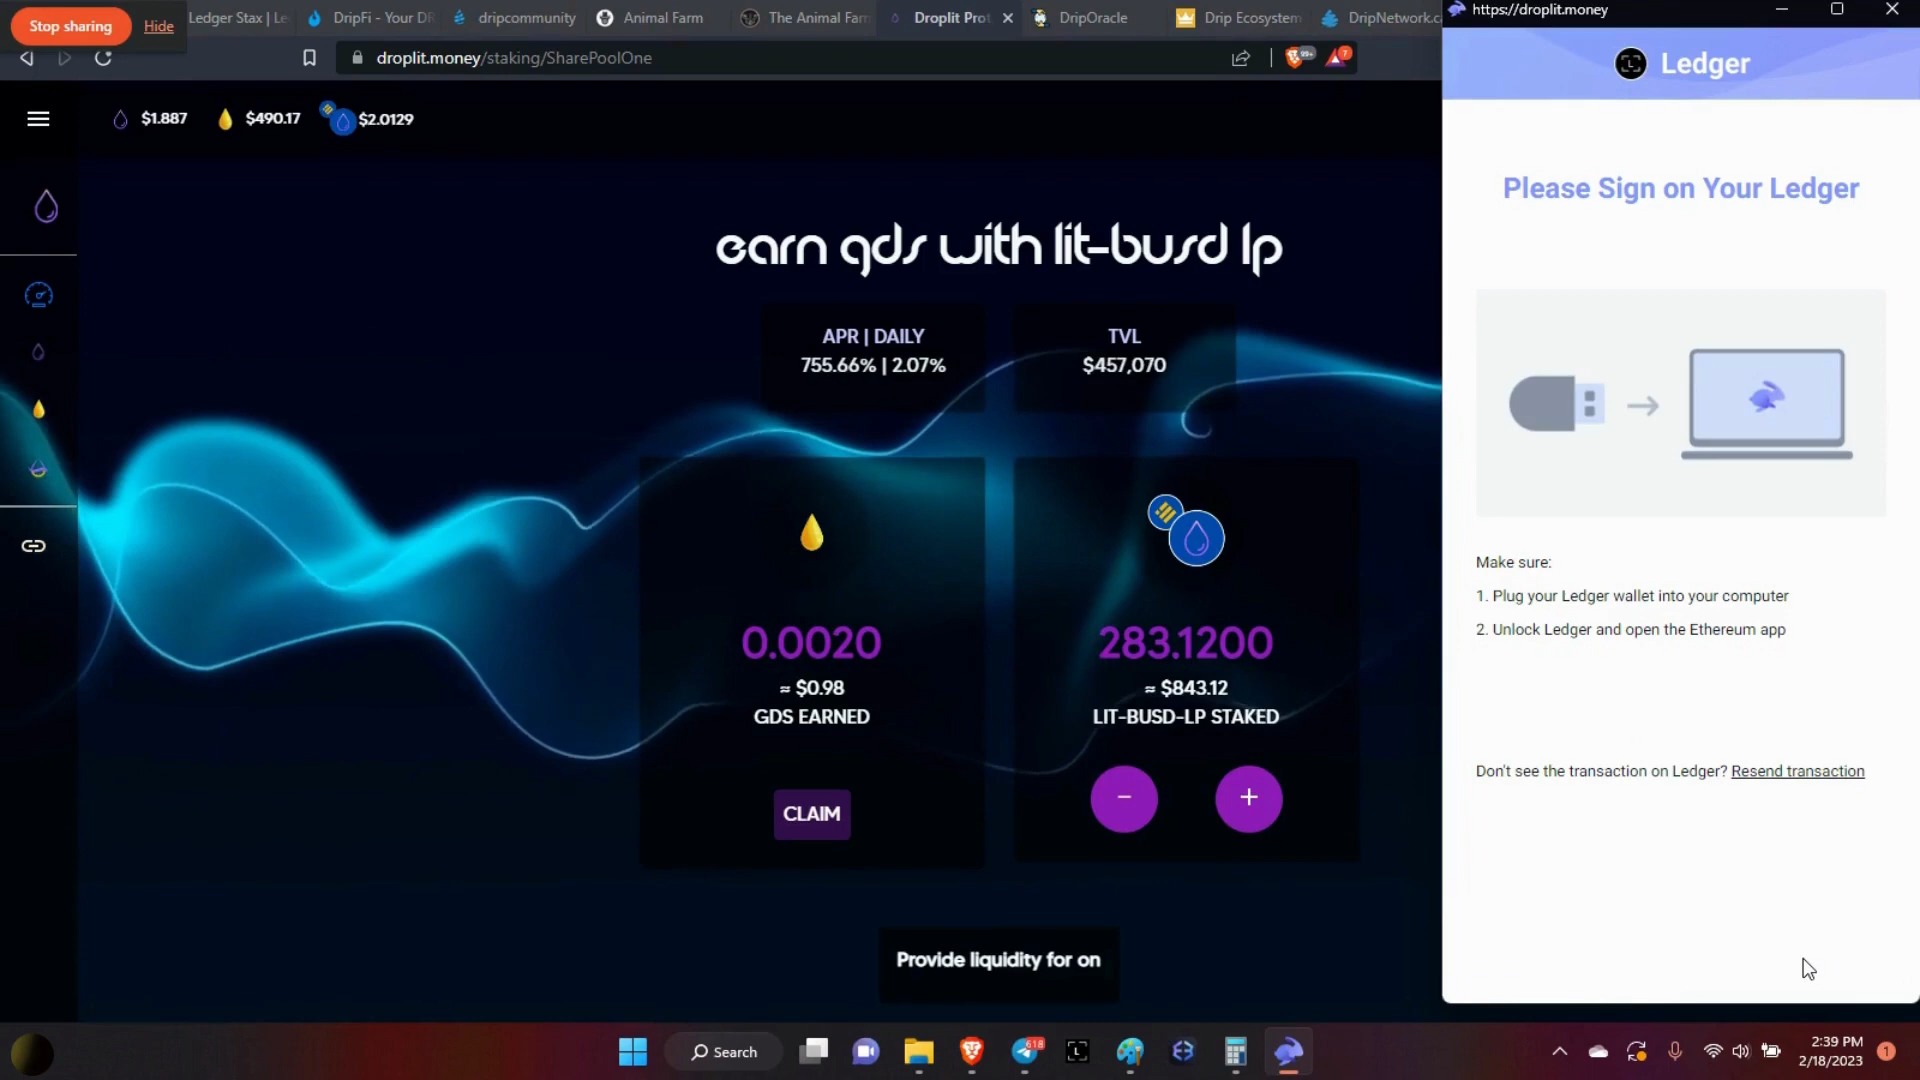 Stop sharing
Hide
Ledger Stax | Le
DripFi - Your DR
dripcommunity
Animal Farm
The Animal Farm
Droplit Prot
DripOracle
Drip Ecosystem
DripNetwork.ca
droplit.money/staking/SharePoolOne
99+
7
$1.887
$490.17
$2.0129
earn gds with lit-busd lp
APR | DAILY
755.66% | 2.07%
TVL
$457,070
0.0020
≈ $0.98
GDS EARNED
CLAIM
283.1200
≈ $843.12
LIT-BUSD-LP STAKED
−
+
Provide liquidity for on
https://droplit.money
Ledger
Please Sign on Your Ledger
Make sure:
1. Plug your Ledger wallet into your computer
2. Unlock Ledger and open the Ethereum app
Don't see the transaction on Ledger? Resend transaction
Search
618
2:39 PM
2/18/2023
1